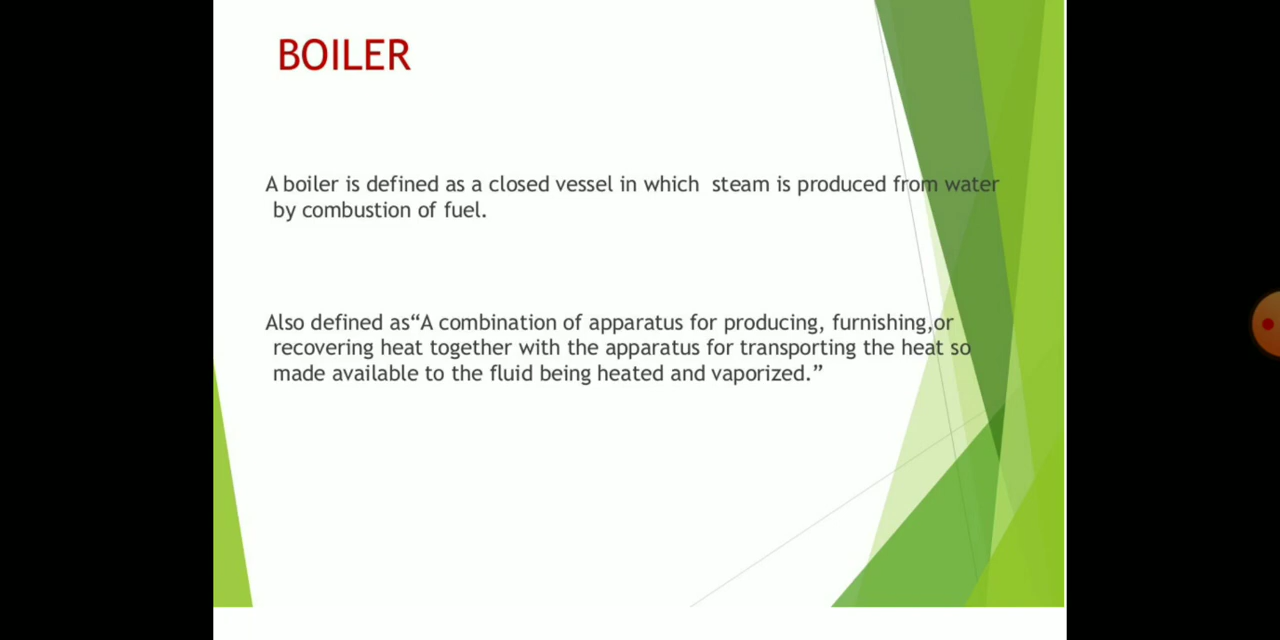 BOILER
A boiler is defined as a closed vessel in which steam is produced from water
by combustion of fuel.
Also defined as“A combination of apparatus for producing, furnishing,or
recovering heat together with the apparatus for transporting the heat so
made available to the fluid being heated and vaporized.”